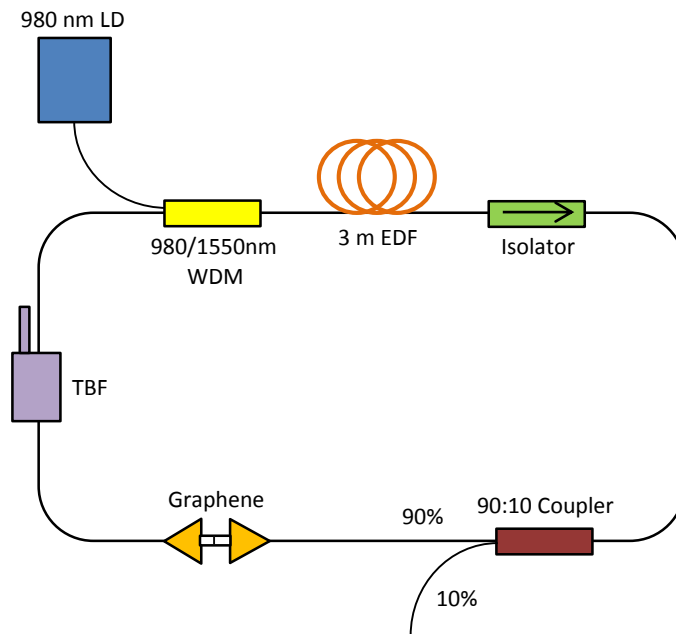 980 nm LD
980/1550nm
WDM
3 m EDF
Isolator
TBF
Graphene
90%
90:10 Coupler
10%